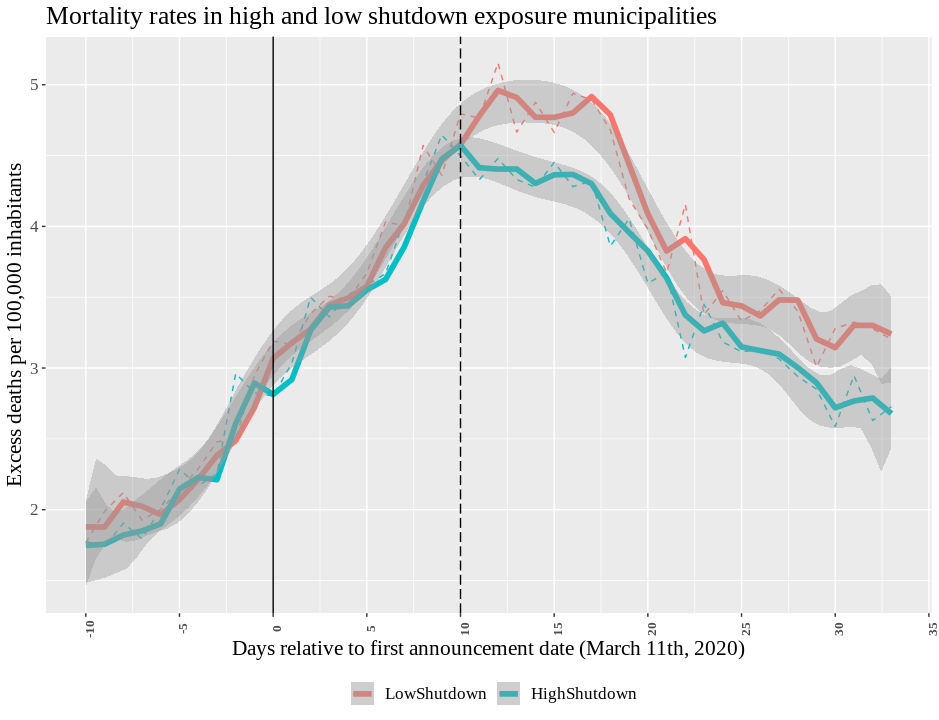 Mortality rates in high and low shutdown exposure municipalities
Excess deaths per 100,000 inhabitants
5
4
3
2
-10
-5
0
5
10
15
20
25
30
35
Days relative to first announcement date (March 11th, 2020)
LowShutdown
HighShutdown